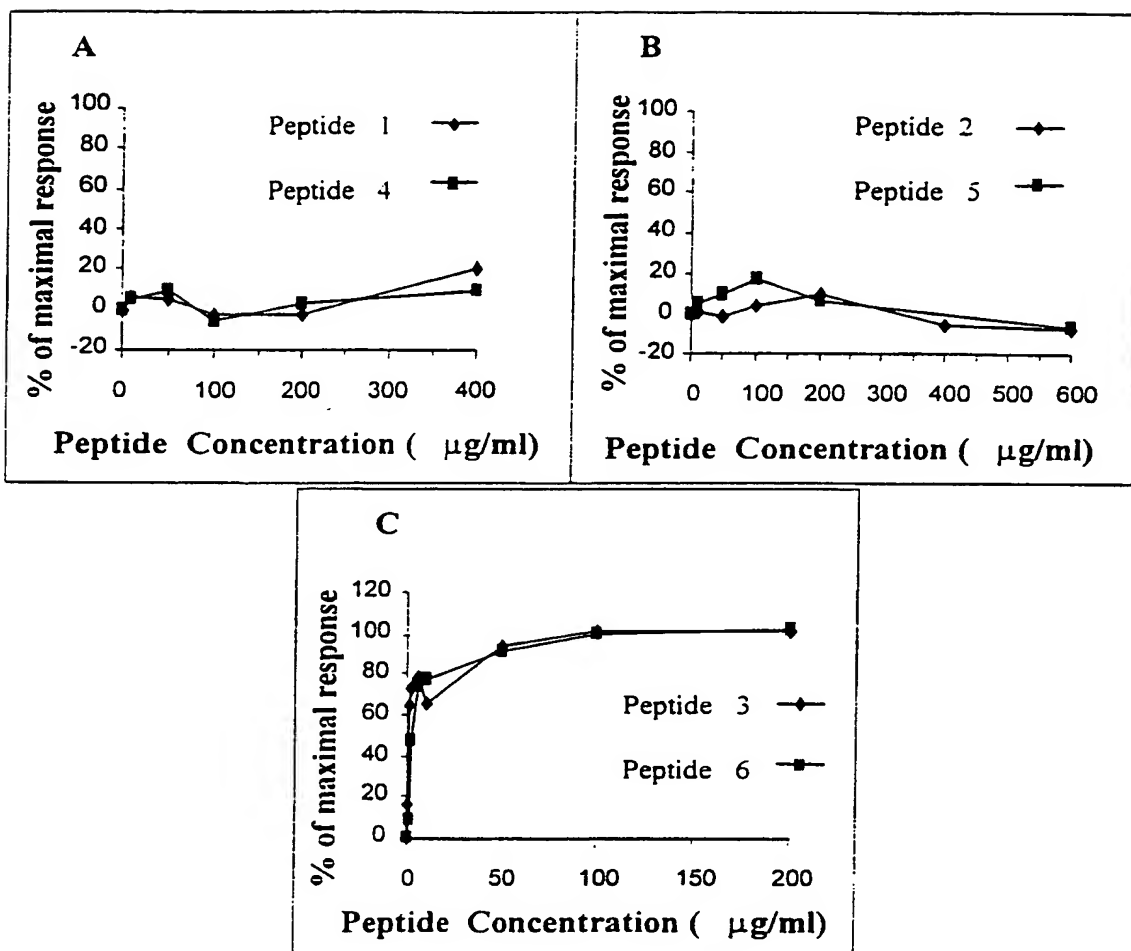 A
% of maximal response
100
80
60
40
20
0
-20
Peptide 1
Peptide 4
0 100 200 300 400
Peptide Concentration ( μg/ml)
B
% of maximal response
100
80
60
40
20
0
-20
Peptide 2
Peptide 5
0 100 200 300 400 500 600
Peptide Concentration ( μg/ml)
C
% of maximal response
120
100
80
60
40
20
0
Peptide 3
Peptide 6
0 50 100 150 200
Peptide Concentration ( μg/ml)